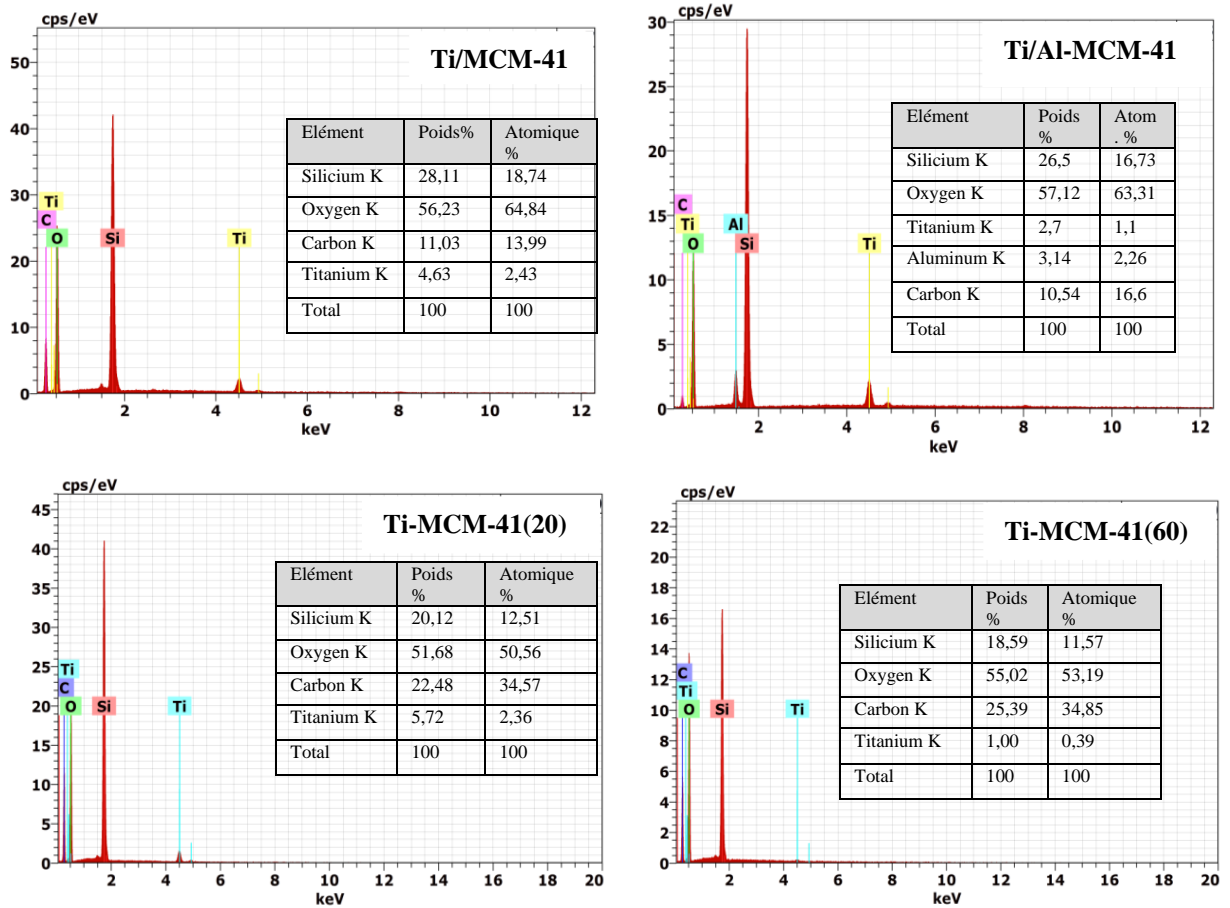 cps/eV
Ti/MCM-41
50
40
30
20
10
0
Ti
C
O
Si
Ti
Elément Poids% Atomique %
Silicium K 28,11 18,74
Oxygen K 56,23 64,84
Carbon K 11,03 13,99
Titanium K 4,63 2,43
Total 100 100
2 4 6 8 10 12
keV
cps/eV
Ti/Al-MCM-41
30
25
20
15
10
5
0
C
Ti
O
Al
Si
Ti
Elément Poids % Atom . %
Silicium K 26,5 16,73
Oxygen K 57,12 63,31
Titanium K 2,7 1,1
Aluminum K 3,14 2,26
Carbon K 10,54 16,6
Total 100 100
2 4 6 8 10 12
keV
cps/eV
Ti-MCM-41(20)
45
40
35
30
25
20
15
10
5
0
Ti
C
O
Si
Ti
Elément Poids % Atomique %
Silicium K 20,12 12,51
Oxygen K 51,68 50,56
Carbon K 22,48 34,57
Titanium K 5,72 2,36
Total 100 100
2 4 6 8 10 12 14 16 18 20
keV
cps/eV
Ti-MCM-41(60)
22
20
18
16
14
12
10
8
6
4
2
0
C
Ti
O
Si
Ti
Elément Poids % Atomique %
Silicium K 18,59 11,57
Oxygen K 55,02 53,19
Carbon K 25,39 34,85
Titanium K 1,00 0,39
Total 100 100
2 4 6 8 10 12 14 16 18 20
keV